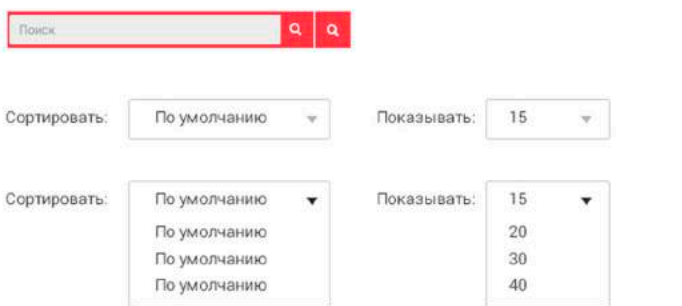 Поиск
Сортировать: По умолчанию Показывать: 15
Сортировать: По умолчанию Показывать: 15
По умолчанию 20
По умолчанию 30
По умолчанию 40